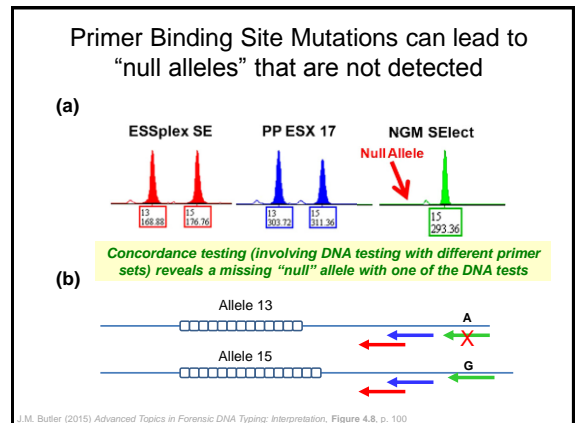 Primer Binding Site Mutations can lead to
“null alleles” that are not detected
(a)
ESSplex SE
PP ESX 17
NGM SElect
Null Allele
13
168.88
15
176.76
13
303.72
15
311.36
15
293.36
Concordance testing (involving DNA testing with different primer
sets) reveals a missing “null” allele with one of the DNA tests
(b)
Allele 13
A
X
Allele 15
G
J.M. Butler (2015) Advanced Topics in Forensic DNA Typing: Interpretation, Figure 4.8, p. 100